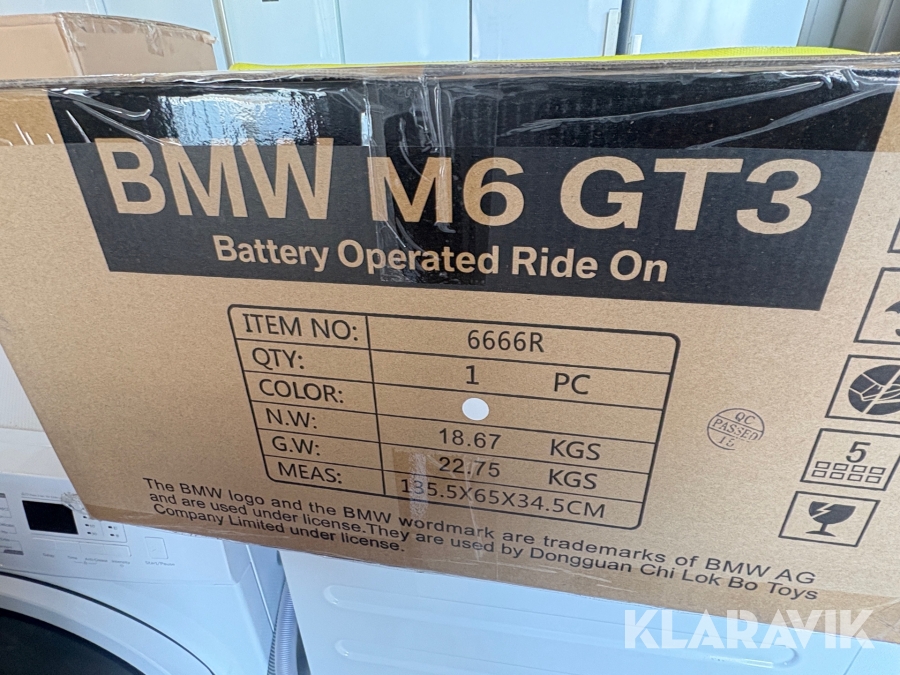 BMW M6 GT3
Battery Operated Ride On
ITEM NO: 6666R
QTY: 1 PC
COLOR:
N.W: 18.67 KGS
G.W: 22.75 KGS
MEAS: 135.5X65X34.5CM
QC
PASSED
5
The BMW logo and the BMW wordmark are trademarks of BMW AG
and are used under license.They are used by Dongguan Chi Lok Bo Toys
Company Limited under license.
KLARAVIK